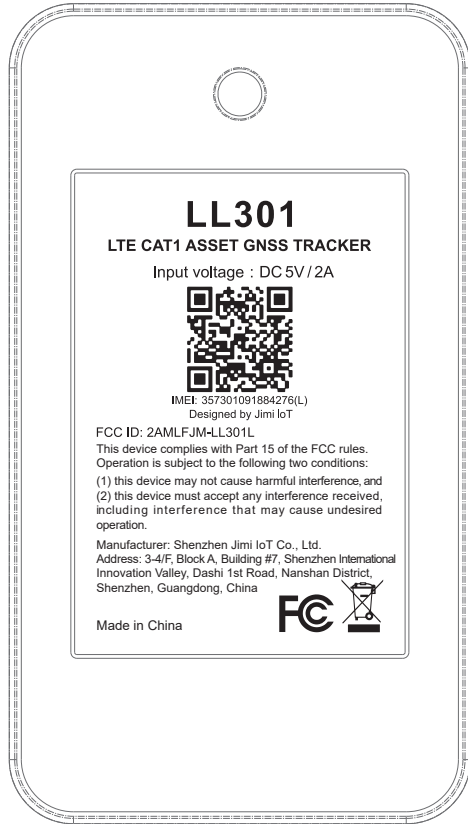 LL301
LTE CAT1 ASSET GNSS TRACKER
Input voltage : DC 5V / 2A
IMEI: 357301091884276(L)
Designed by Jimi IoT
FCC ID: 2AMLFJM-LL301L
This device complies with Part 15 of the FCC rules.
Operation is subject to the following two conditions:
(1) this device may not cause harmful interference, and
(2) this device must accept any interference received,
including interference that may cause undesired
operation.
Manufacturer: Shenzhen Jimi IoT Co., Ltd.
Address: 3-4/F, Block A, Building #7, Shenzhen International
Innovation Valley, Dashi 1st Road, Nanshan District,
Shenzhen, Guangdong, China
Made in China
FC